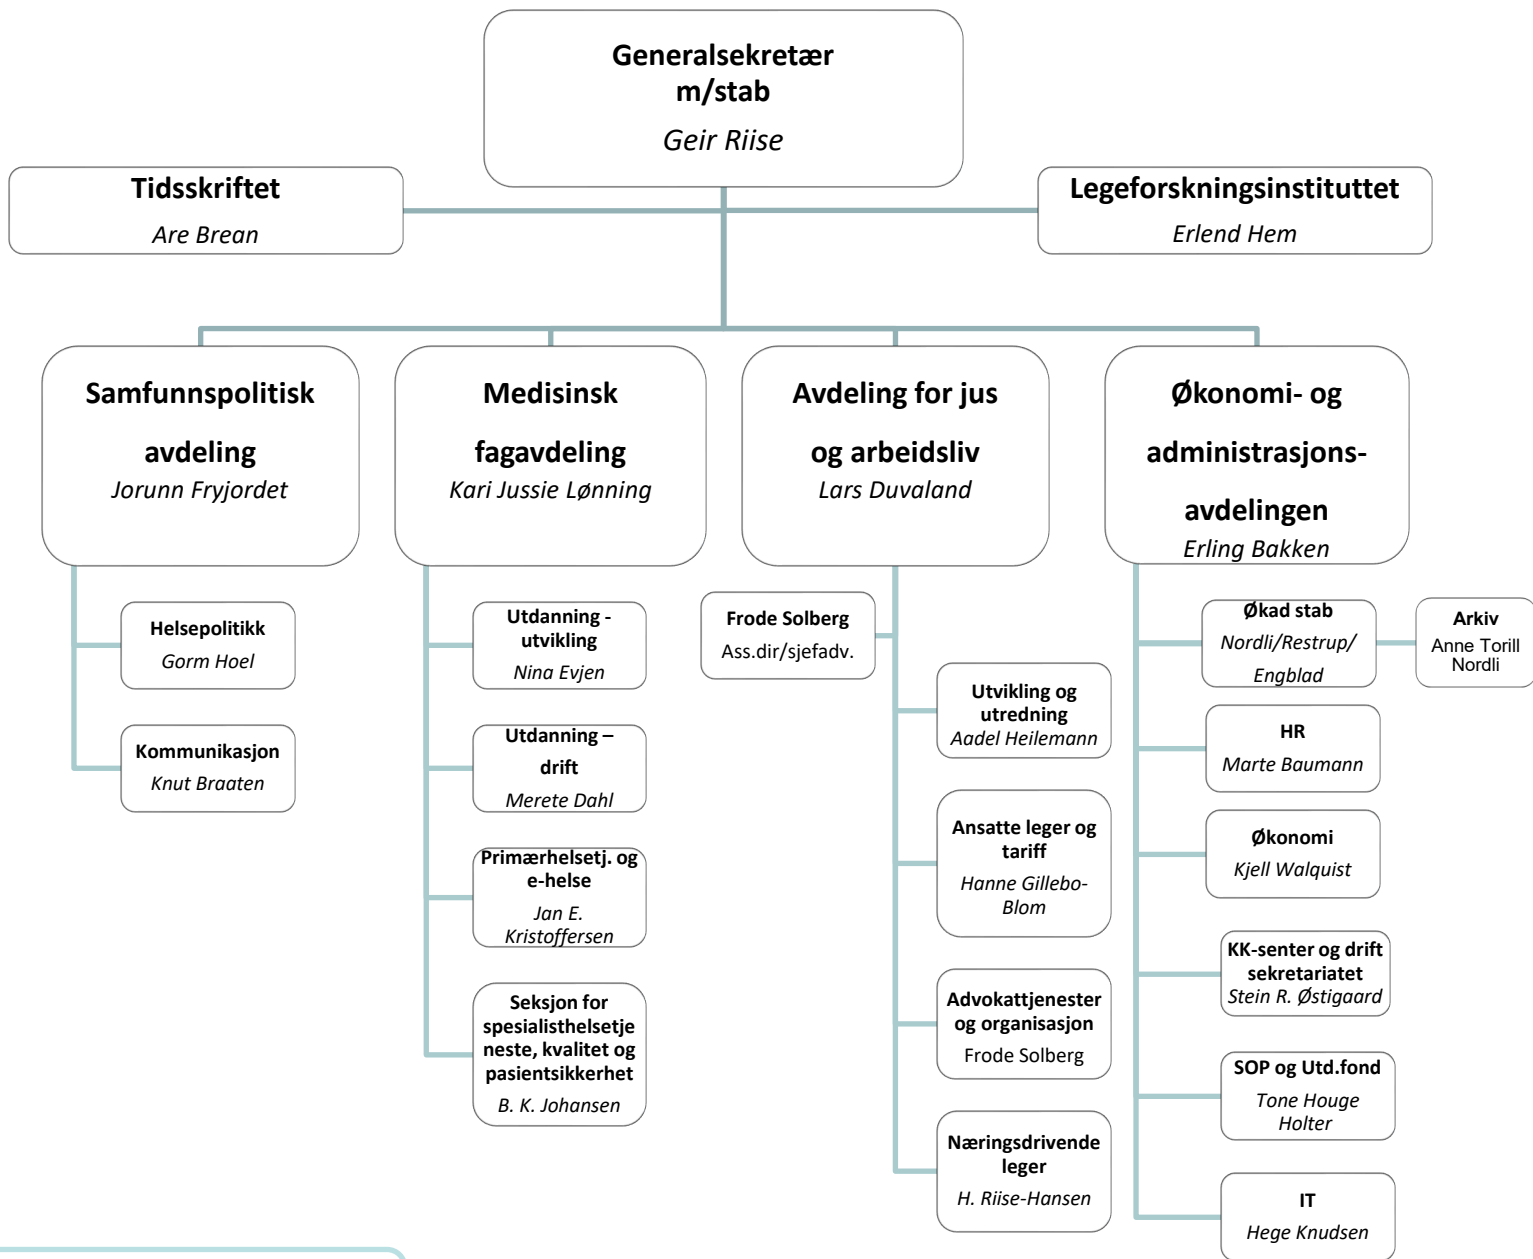 Generalsekretær
m/stab
Geir Riise
Tidsskriftet
Are Brean
Legeforskningsinstituttet
Erlend Hem
Samfunnspolitisk
avdeling
Jorunn Fryjordet
Medisinsk
fagavdeling
Kari Jussie Lønning
Avdeling for jus
og arbeidsliv
Lars Duvaland
Økonomi- og
administrasjons-
avdelingen
Erling Bakken
Helsepolitikk
Gorm Hoel
Kommunikasjon
Knut Braaten
Utdanning -
utvikling
Nina Evjen
Utdanning –
drift
Merete Dahl
Primærhelsetj. og
e-helse
Jan E.
Kristoffersen
Seksjon for
spesialisthelsetje
neste, kvalitet og
pasientsikkerhet
B. K. Johansen
Frode Solberg
Ass.dir/sjefadv.
Utvikling og
utredning
Aadel Heilemann
Ansatte leger og
tariff
Hanne Gillebo-
Blom
Advokattjenester
og organisasjon
Frode Solberg
Næringsdrivende
leger
H. Riise-Hansen
Økad stab
Nordli/Restrup/
Engblad
Arkiv
Anne Torill
Nordli
HR
Marte Baumann
Økonomi
Kjell Walquist
KK-senter og drift
sekretariatet
Stein R. Østigaard
SOP og Utd.fond
Tone Houge
Holter
IT
Hege Knudsen